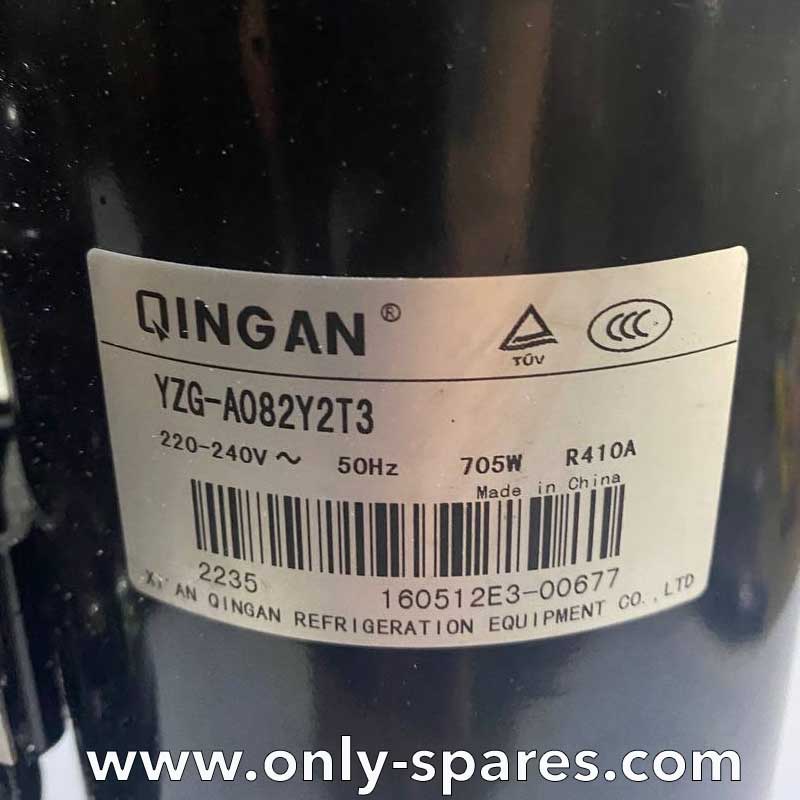 QINGAN®
TÜV
CCC
YZG-A082Y2T3
220-240V～ 50Hz 705W R410A
Made in China
2235 160512E3-00677
XI'AN QINGAN REFRIGERATION EQUIPMENT CO.,LTD
www.only-spares.com